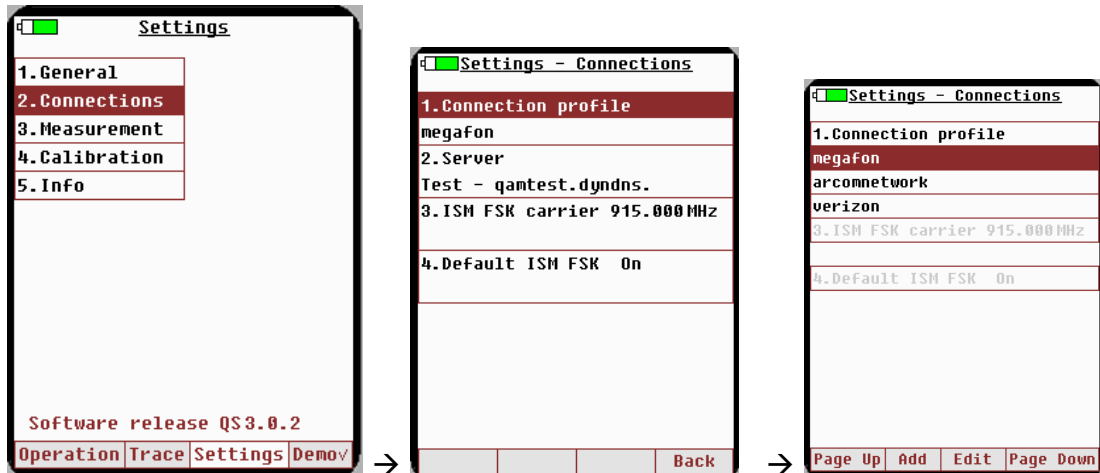 Settings
1.General
2.Connections
3.Measurement
4.Calibration
5.Info
Software release QS3.0.2
Operation Trace Settings Demo√
→
Settings - Connections
1.Connection profile
megafon
2.Server
Test - qamtest.dyndns.
3.ISM FSK carrier 915.000MHz
4.Default ISM FSK On
Back
→
Settings - Connections
1.Connection profile
megafon
arcomnetwork
verizon
3.ISM FSK carrier 915.000MHz
4.Default ISM FSK On
Page Up Add Edit Page Down